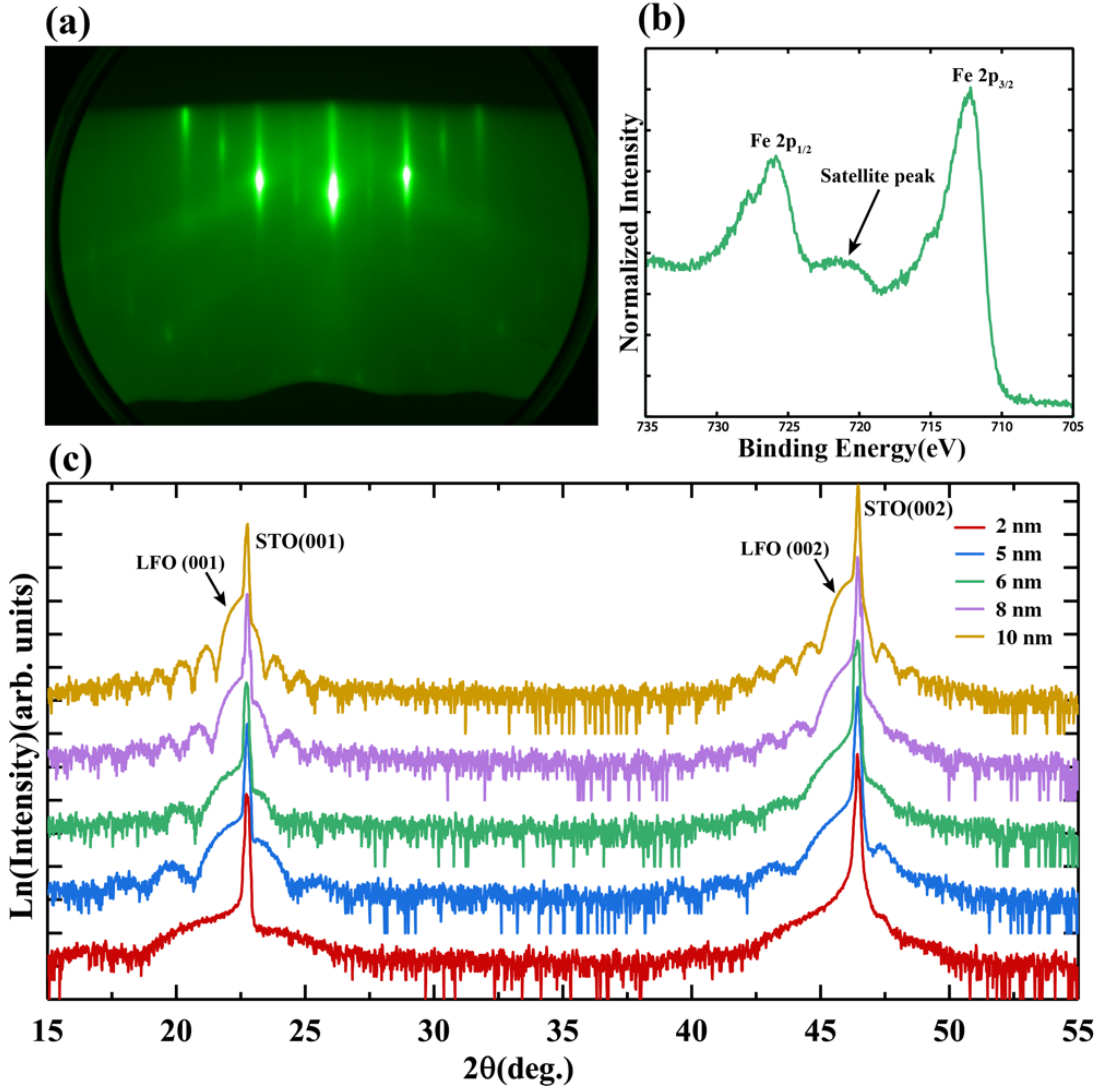 (a)
(b)
Fe 2p3/2
Fe 2p1/2
Satellite peak
Normalized Intensity
735 730 725 720 715 710 705
Binding Energy(eV)
(c)
STO(001)
LFO (001)
STO(002)
LFO (002)
2 nm
5 nm
6 nm
8 nm
10 nm
Ln(Intensity)(arb. units)
15 20 25 30 35 40 45 50 55
2θ(deg.)